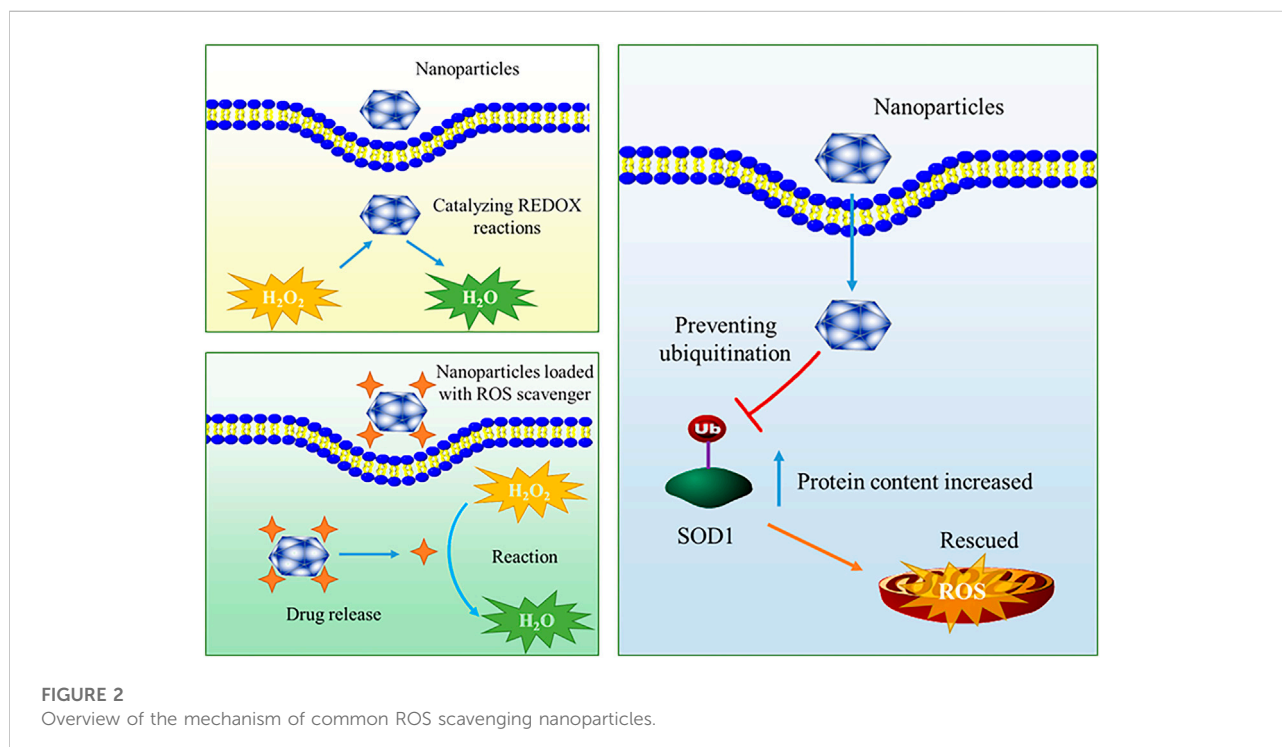 Nanoparticles
Catalyzing REDOX
reactions
H₂O₂
H₂O
Nanoparticles loaded
with ROS scavenger
H₂O₂
Reaction
Drug release
H₂O
Nanoparticles
Preventing
ubiquitination
Ub
Protein content increased
SOD1
Rescued
ROS
FIGURE 2
Overview of the mechanism of common ROS scavenging nanoparticles.